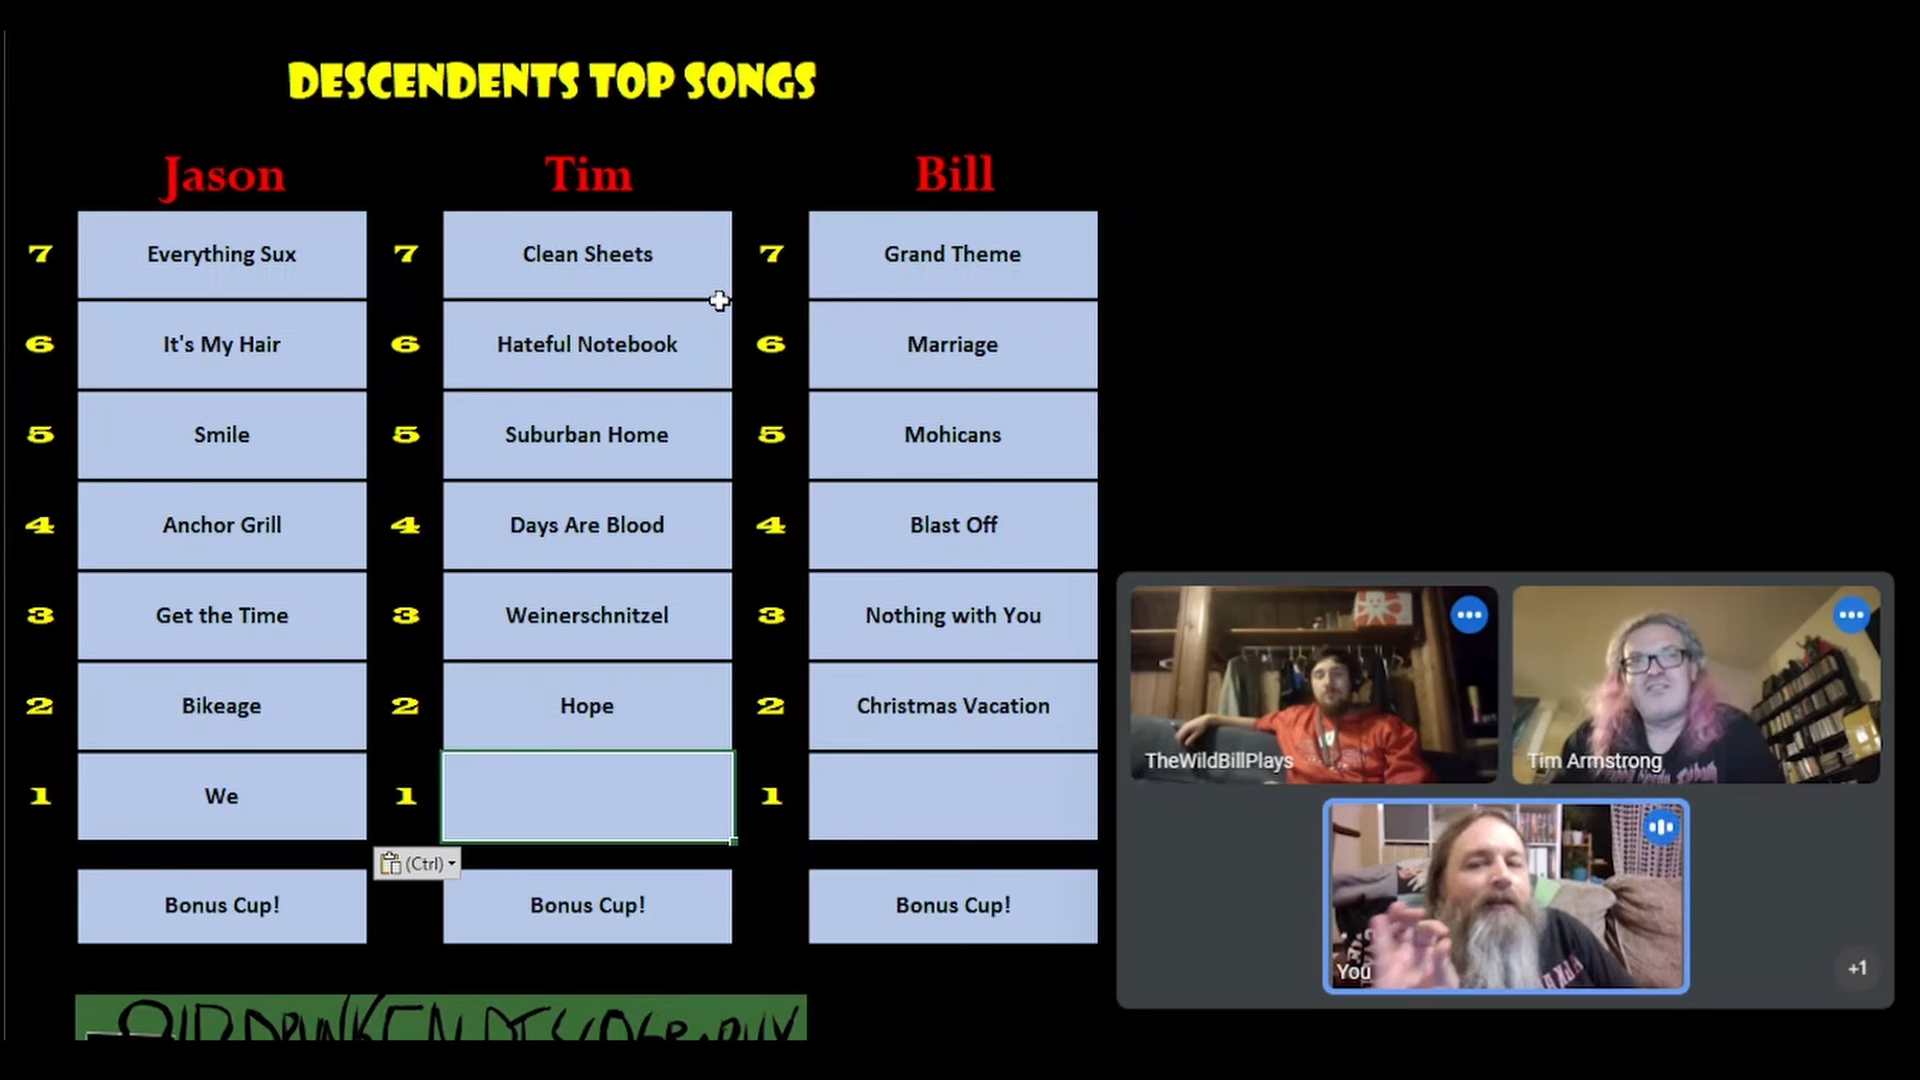 DESCENDENTS TOP SONGS
Jason Tim Bill
7 Everything Sux 7 Clean Sheets 7 Grand Theme
6 It's My Hair 6 Hateful Notebook 6 Marriage
5 Smile 5 Suburban Home 5 Mohicans
4 Anchor Grill 4 Days Are Blood 4 Blast Off
3 Get the Time 3 Weinerschnitzel 3 Nothing with You
2 Bikeage 2 Hope 2 Christmas Vacation
1 We 1 1
(Ctrl)
Bonus Cup! Bonus Cup! Bonus Cup!
TheWildBillPlays Tim Armstrong
You +1